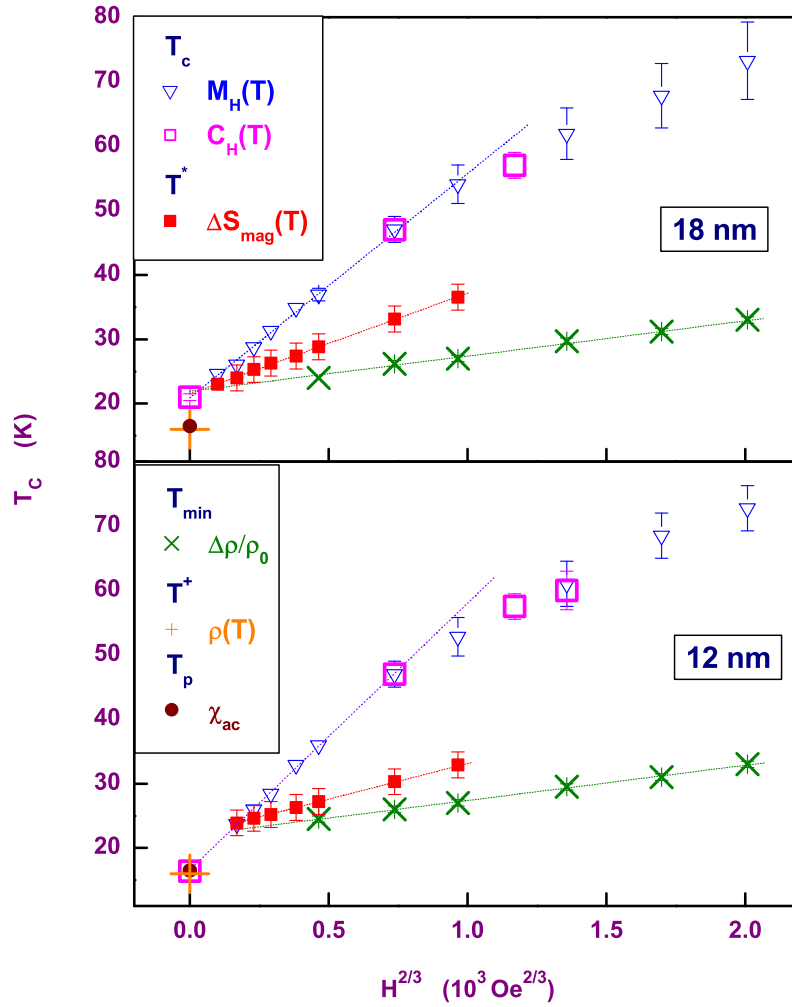 80
70
60
50
40
30
20
T_c
M_H(T)
C_H(T)
T^*
ΔS_mag(T)
18 nm
T_C (K)
80
70
60
50
40
30
20
T_min
Δρ/ρ_0
T^+
ρ(T)
T_p
χ_ac
12 nm
0.0 0.5 1.0 1.5 2.0
H^{2/3} (10^3 Oe^{2/3})